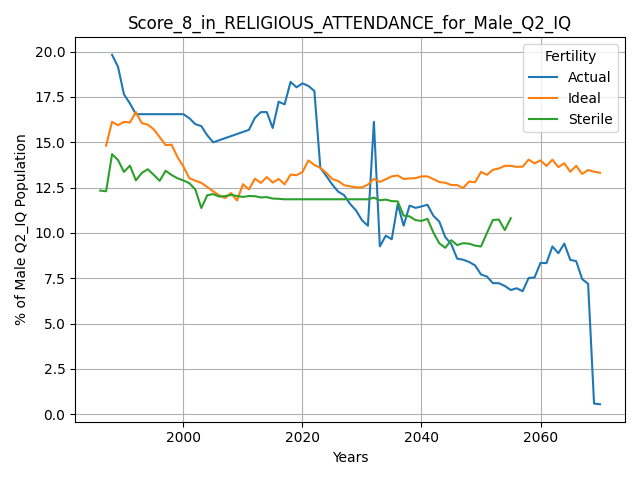 Score_8_in_RELIGIOUS_ATTENDANCE_for_Male_Q2_IQ
Fertility
Actual
Ideal
Sterile
% of Male Q2_IQ Population
20.0
17.5
15.0
12.5
10.0
7.5
5.0
2.5
0.0
2000 2020 2040 2060
Years